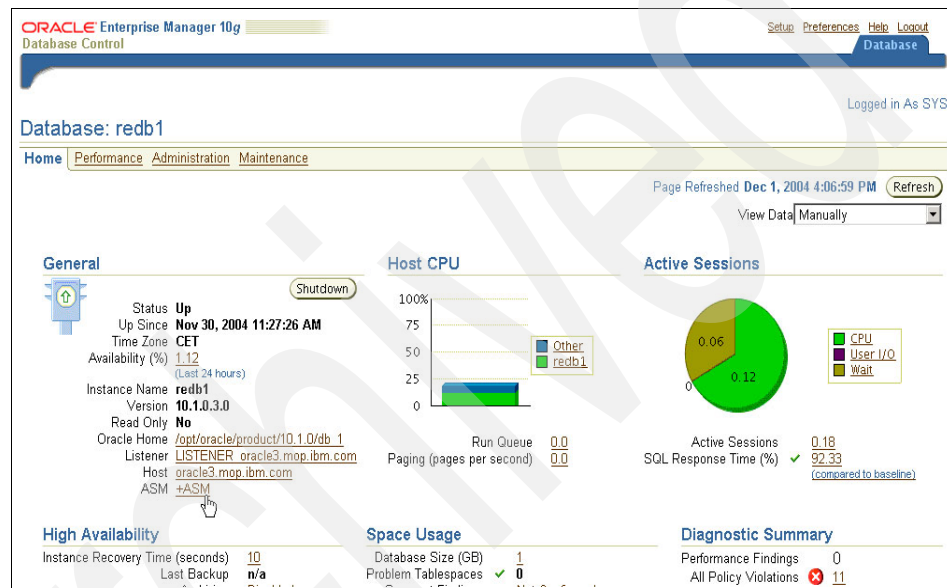 ORACLE Enterprise Manager 10g
Database Control
Setup Preferences Help Logout
Database
Logged in As SYS
Database: redb1
Home Performance Administration Maintenance
Page Refreshed Dec 1, 2004 4:06:59 PM Refresh
View Data Manually
General
Shutdown
Status Up
Up Since Nov 30, 2004 11:27:26 AM
Time Zone CET
Availability (%) 1.12
(Last 24 hours)
Instance Name redb1
Version 10.1.0.3.0
Read Only No
Oracle Home /opt/oracle/product/10.1.0/db_1
Listener LISTENER_oracle3.mop.ibm.com
Host oracle3.mop.ibm.com
ASM +ASM
Host CPU
100%
75
50
25
0
Other
redb1
Run Queue 0.0
Paging (pages per second) 0.0
Active Sessions
0.06
0.12
0
CPU
User I/O
Wait
Active Sessions 0.18
SQL Response Time (%) 92.33
(compared to baseline)
High Availability
Instance Recovery Time (seconds) 10
Last Backup n/a
Space Usage
Database Size (GB) 1
Problem Tablespaces 0
Diagnostic Summary
Performance Findings 0
All Policy Violations 11